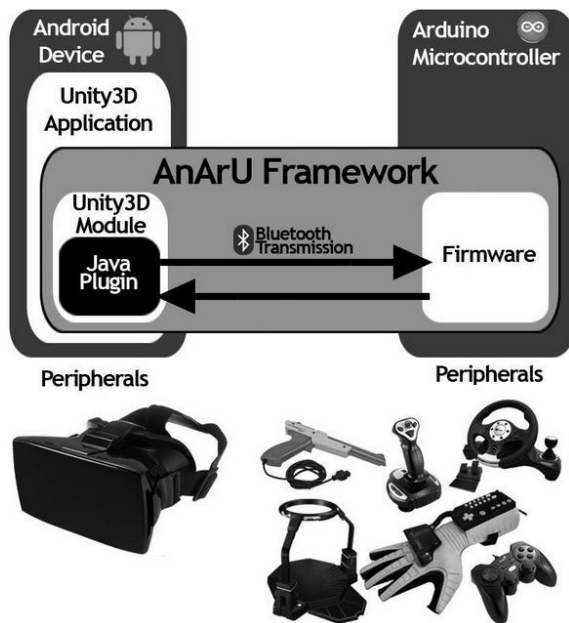 Android
Device
Arduino
Microcontroller
Unity3D
Application
AnArU Framework
Unity3D
Module
Java
Plugin
Bluetooth
Transmission
Firmware
Peripherals
Peripherals